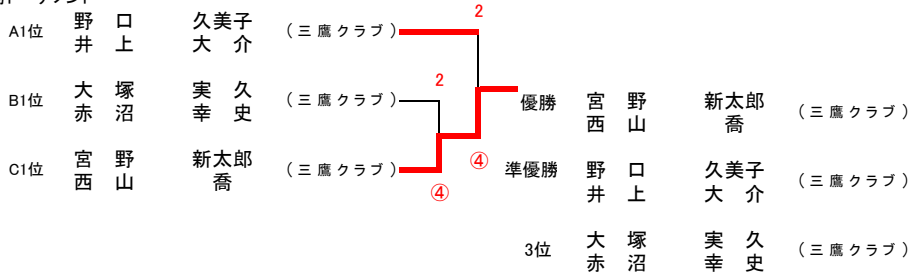 2
A1位 野 口 久美子 (三鷹クラブ)
井 上 大 介
2
B1位 大 塚 実 久 (三鷹クラブ)
赤 沼 幸 史
優勝 宮 野 新太郎 (三鷹クラブ)
西 山 喬
C1位 宮 野 新太郎 (三鷹クラブ)
西 山 喬
④
④
準優勝 野 口 久美子 (三鷹クラブ)
井 上 大 介
3位 大 塚 実 久 (三鷹クラブ)
赤 沼 幸 史